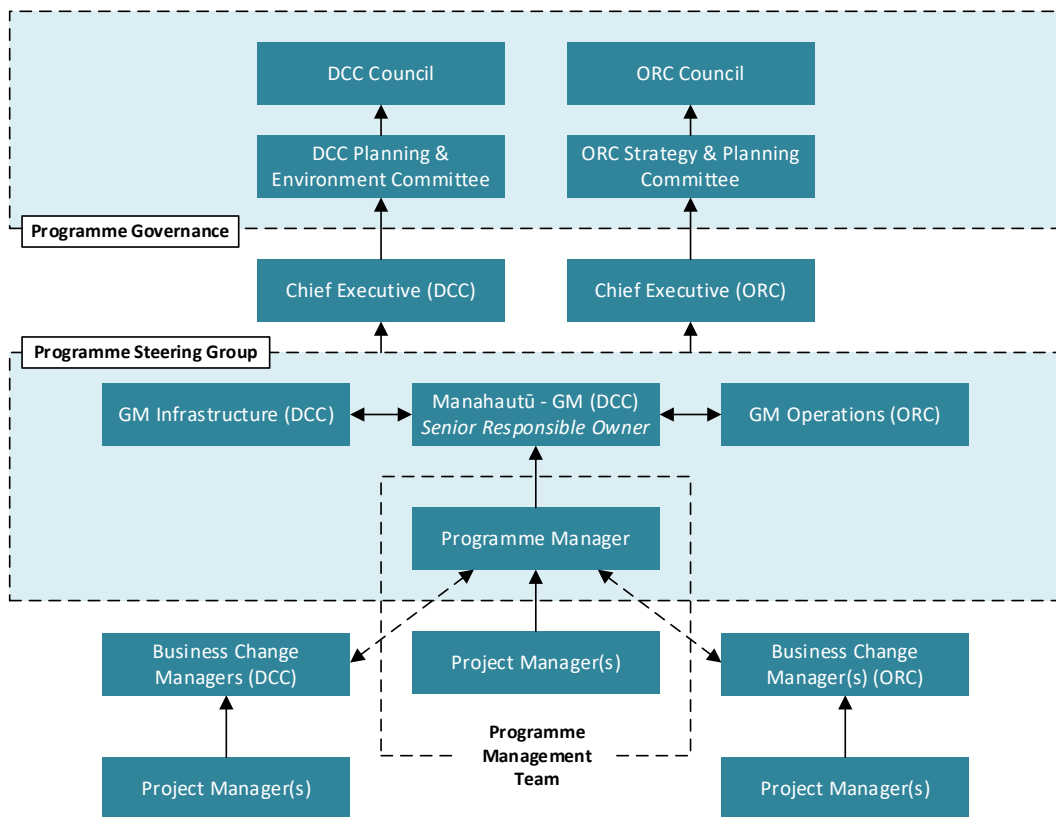 DCC Council
ORC Council
DCC Planning &
Environment Committee
ORC Strategy & Planning
Committee
Programme Governance
Chief Executive (DCC)
Chief Executive (ORC)
Programme Steering Group
GM Infrastructure (DCC)
Manahautū - GM (DCC)
Senior Responsible Owner
GM Operations (ORC)
Programme Manager
Business Change
Managers (DCC)
Project Manager(s)
Business Change
Manager(s) (ORC)
Programme
Management
Team
Project Manager(s)
Project Manager(s)